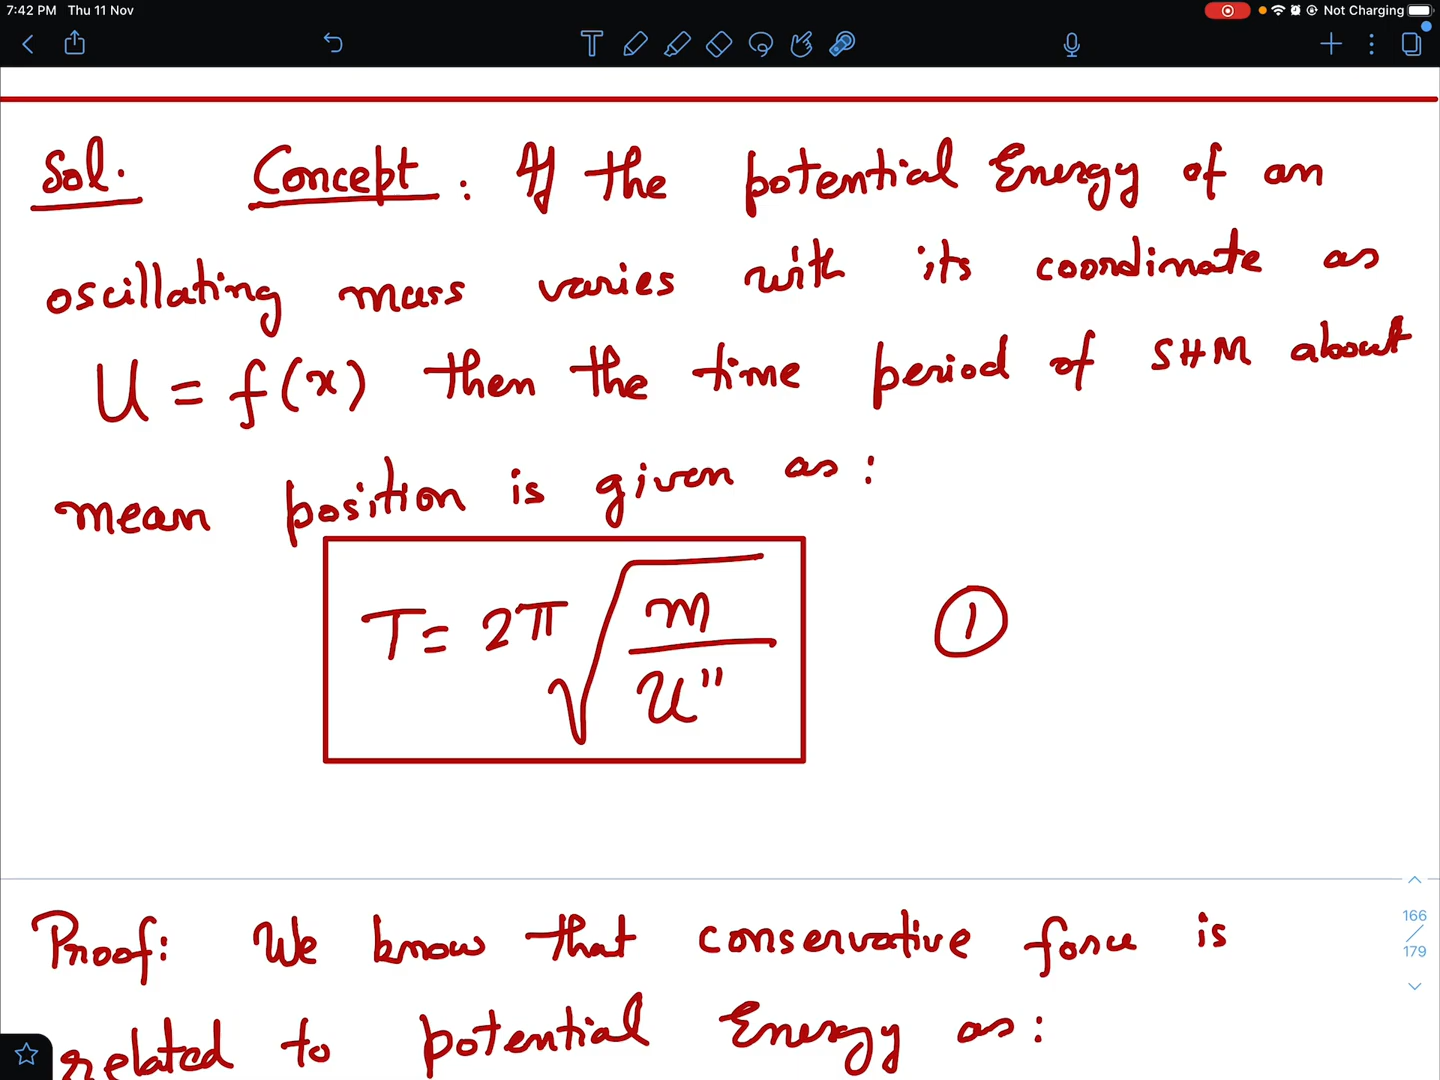 7:42 PM Thu 11 Nov
Not Charging
Sol. Concept : If the potential Energy of an
oscillating mass varies with its coordinate as
U = f(x) then the time period of SHM about
mean position is given as :
T = 2π √(m/U'') ①
Proof: We know that conservative force is
166
/
179
related to potential Energy as :